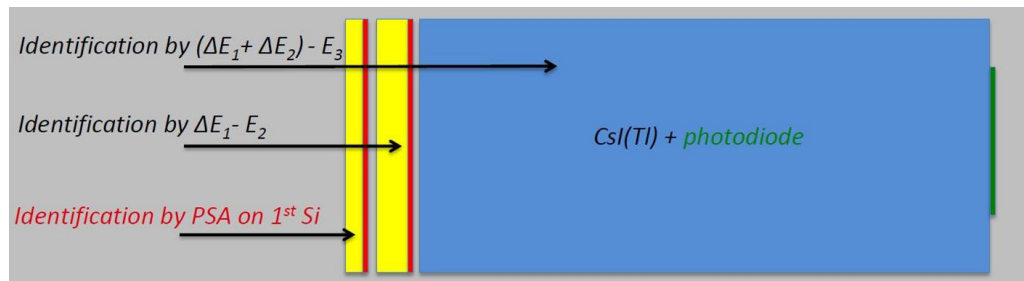 Identification by (ΔE₁+ ΔE₂) - E₃
Identification by ΔE₁- E₂
CsI(Tl) + photodiode
Identification by PSA on 1ˢᵗ Si